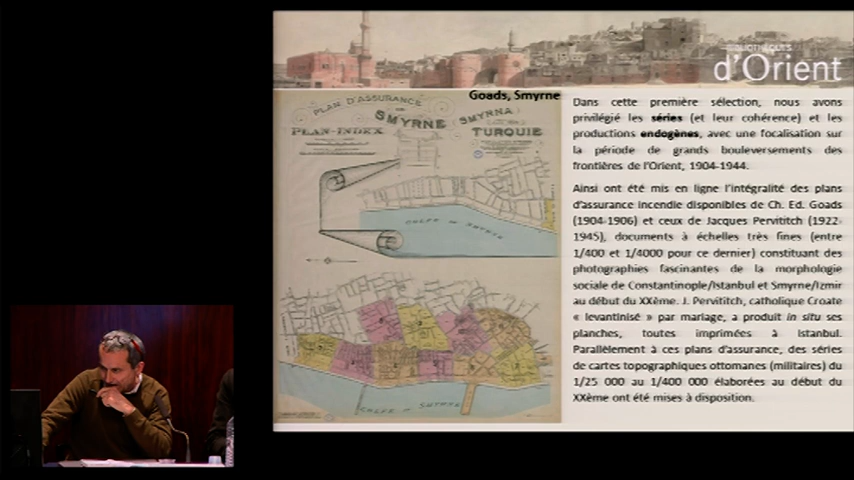 BIBLIOTHÈQUES
d'Orient
Goads, Smyrne
PLAN D'ASSURANCE
SMYRNE (SMYRNA)
PLAN-INDEX
TURQUIE
GOLFE DE SMYRNE
GOLFE DE SMYRNE
Dans cette première sélection, nous avons
privilégié les séries (et leur cohérence) et les
productions endogènes, avec une focalisation sur
la période de grands bouleversements des
frontières de l'Orient, 1904-1944.
Ainsi ont été mis en ligne l'intégralité des plans
d'assurance incendie disponibles de Ch. Ed. Goads
(1904-1906) et ceux de Jacques Pervititch (1922-
1945), documents à échelles très fines (entre
1/400 et 1/4000 pour ce dernier) constituant des
photographies fascinantes de la morphologie
sociale de Constantinople/Istanbul et Smyrne/Izmir
au début du XXème. J. Pervititch, catholique Croate
« levantinisé » par mariage, a produit in situ ses
planches, toutes imprimées à Istanbul.
Parallèlement à ces plans d'assurance, des séries
de cartes topographiques ottomanes (militaires) du
1/25 000 au 1/400 000 élaborées au début du
XXème ont été mises à disposition.